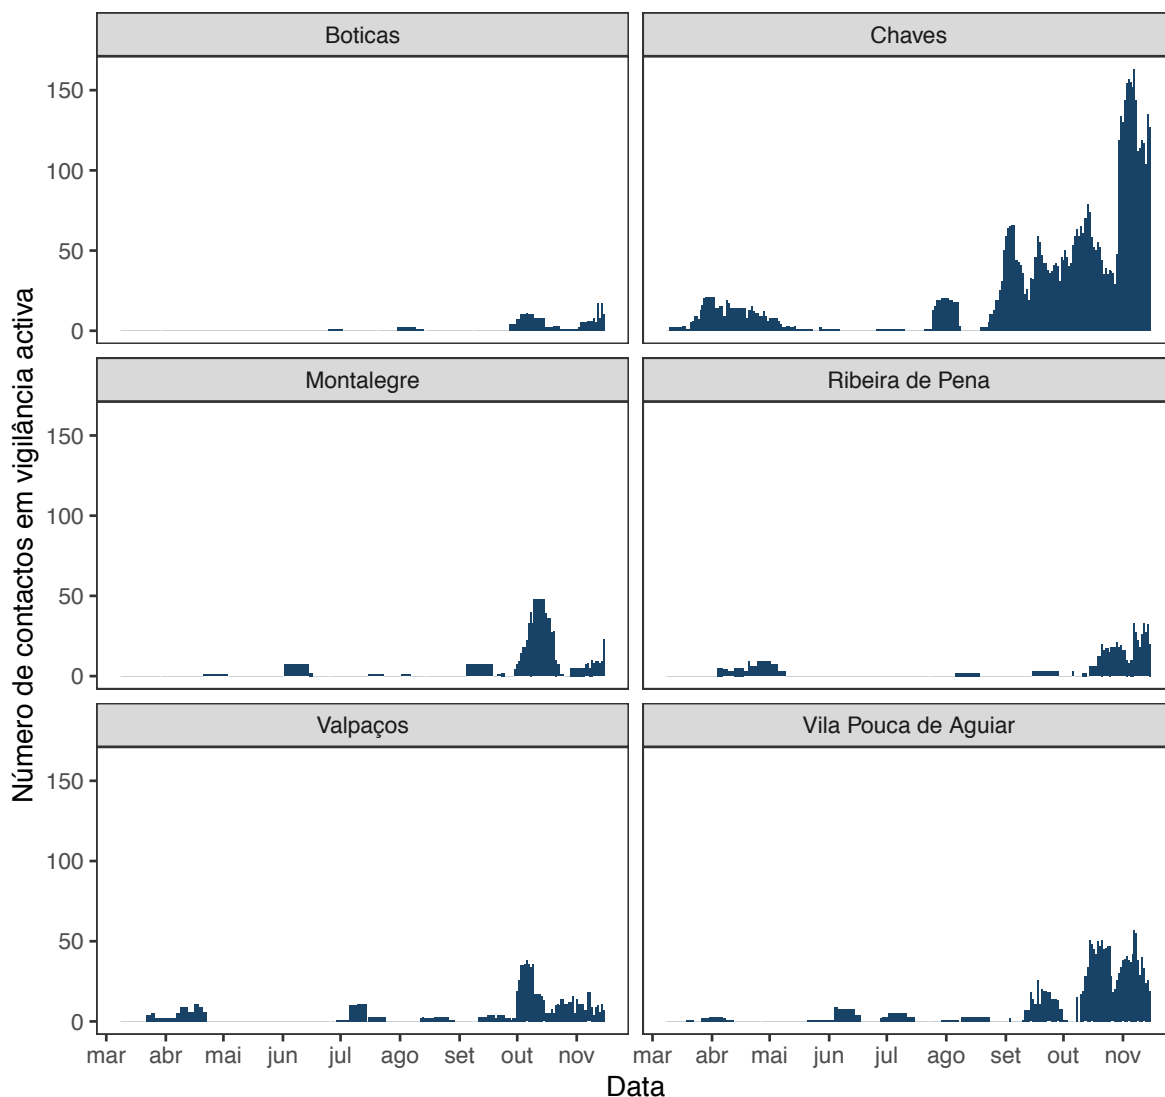 Boticas
Chaves
150
100
50
0
Montalegre
Ribeira de Pena
150
100
50
0
Valpaços
Vila Pouca de Aguiar
150
100
50
0
Número de contactos em vigilância activa
mar abr mai jun jul ago set out nov
mar abr mai jun jul ago set out nov
Data